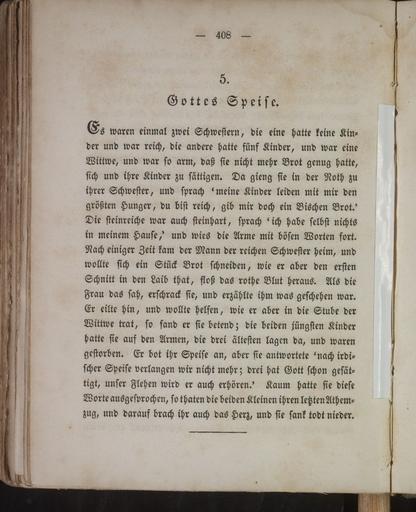 — 408 —
5.
Gottes Speise.
Es waren einmal zwei Schwestern, die eine hatte keine Kin-
der und war reich, die andere hatte fünf Kinder, und war eine
Wittwe, und war so arm, daß sie nicht mehr Brot genug hatte,
sich und ihre Kinder zu sättigen. Da gieng sie in der Noth zu
ihrer Schwester, und sprach ‘meine Kinder leiden mit mir den
größten Hunger, du bist reich, gib mir doch ein Bischen Brot.’
Die steinreiche war auch steinhart, sprach ‘ich habe selbst nichts
in meinem Hause,’ und wies die Arme mit bösen Worten fort.
Nach einiger Zeit kam der Mann der reichen Schwester heim, und
wollte sich ein Stück Brot schneiden, wie er aber den ersten
Schnitt in den Laib that, floß das rothe Blut heraus. Als die
Frau das sah, erschrack sie, und erzählte ihm was geschehen war.
Er eilte hin, und wollte helfen, wie er aber in die Stube der
Wittwe trat, so fand er sie betend; die beiden jüngsten Kinder
hatte sie auf den Armen, die drei ältesten lagen da, und waren
gestorben. Er bot ihr Speise an, aber sie antwortete ‘nach irdi-
scher Speise verlangen wir nicht mehr; drei hat Gott schon gesät-
tigt, unser Flehen wird er auch erhören.’ Kaum hatte sie diese
Worte ausgesprochen, so thaten die beiden Kleinen ihren letzten Athem-
zug, und darauf brach ihr auch das Herz, und sie sank todt nieder.